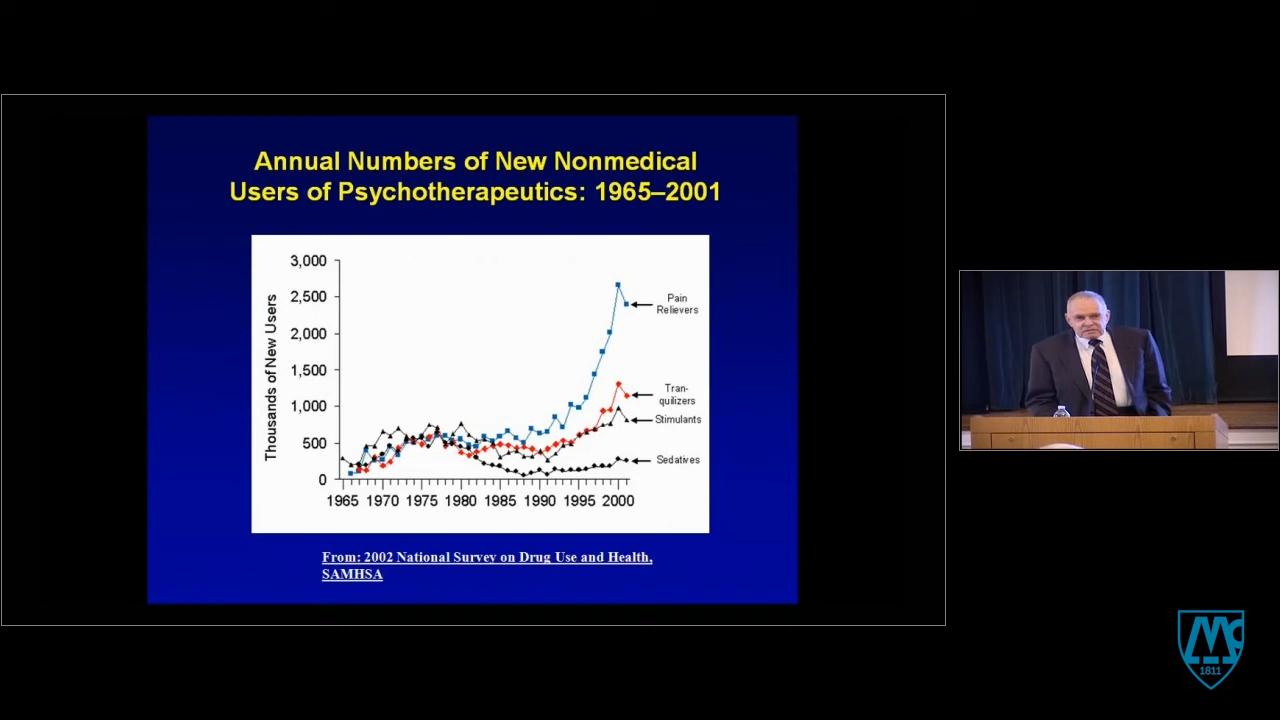 Annual Numbers of New Nonmedical
Users of Psychotherapeutics: 1965–2001
Thousands of New Users
3,000
2,500
2,000
1,500
1,000
500
0
1965 1970 1975 1980 1985 1990 1995 2000
Pain
Relievers
Tran-
quilizers
Stimulants
Sedatives
From: 2002 National Survey on Drug Use and Health,
SAMHSA
Mc
1811